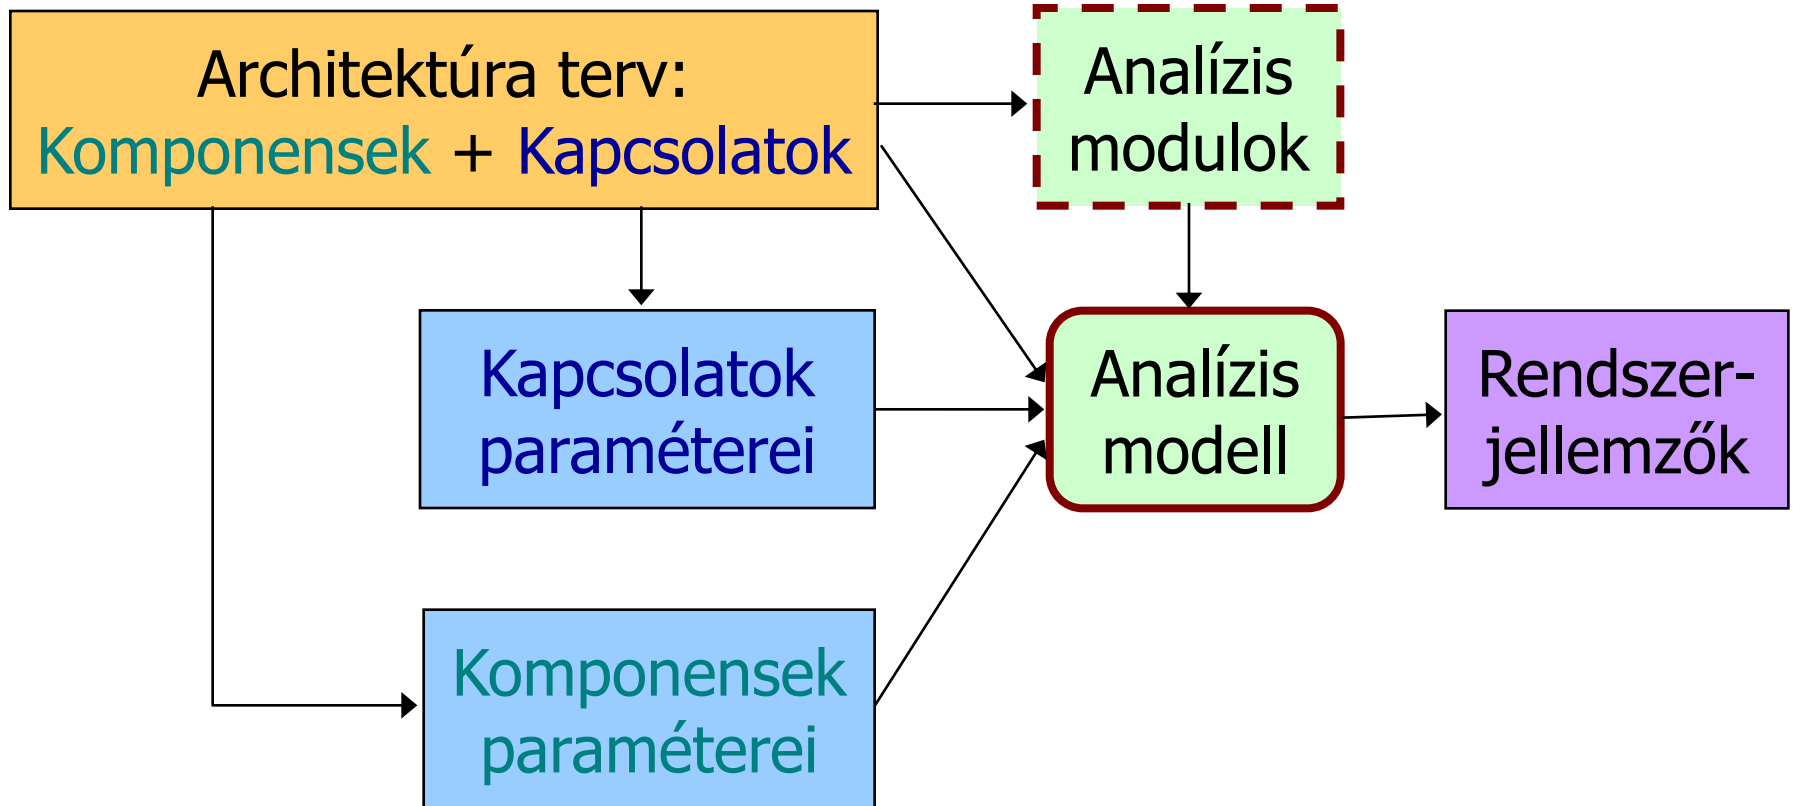 Architektúra terv:
Komponensek + Kapcsolatok
Analízis
modulok
Kapcsolatok
paraméterei
Analízis
modell
Rendszer-
jellemzők
Komponensek
paraméterei